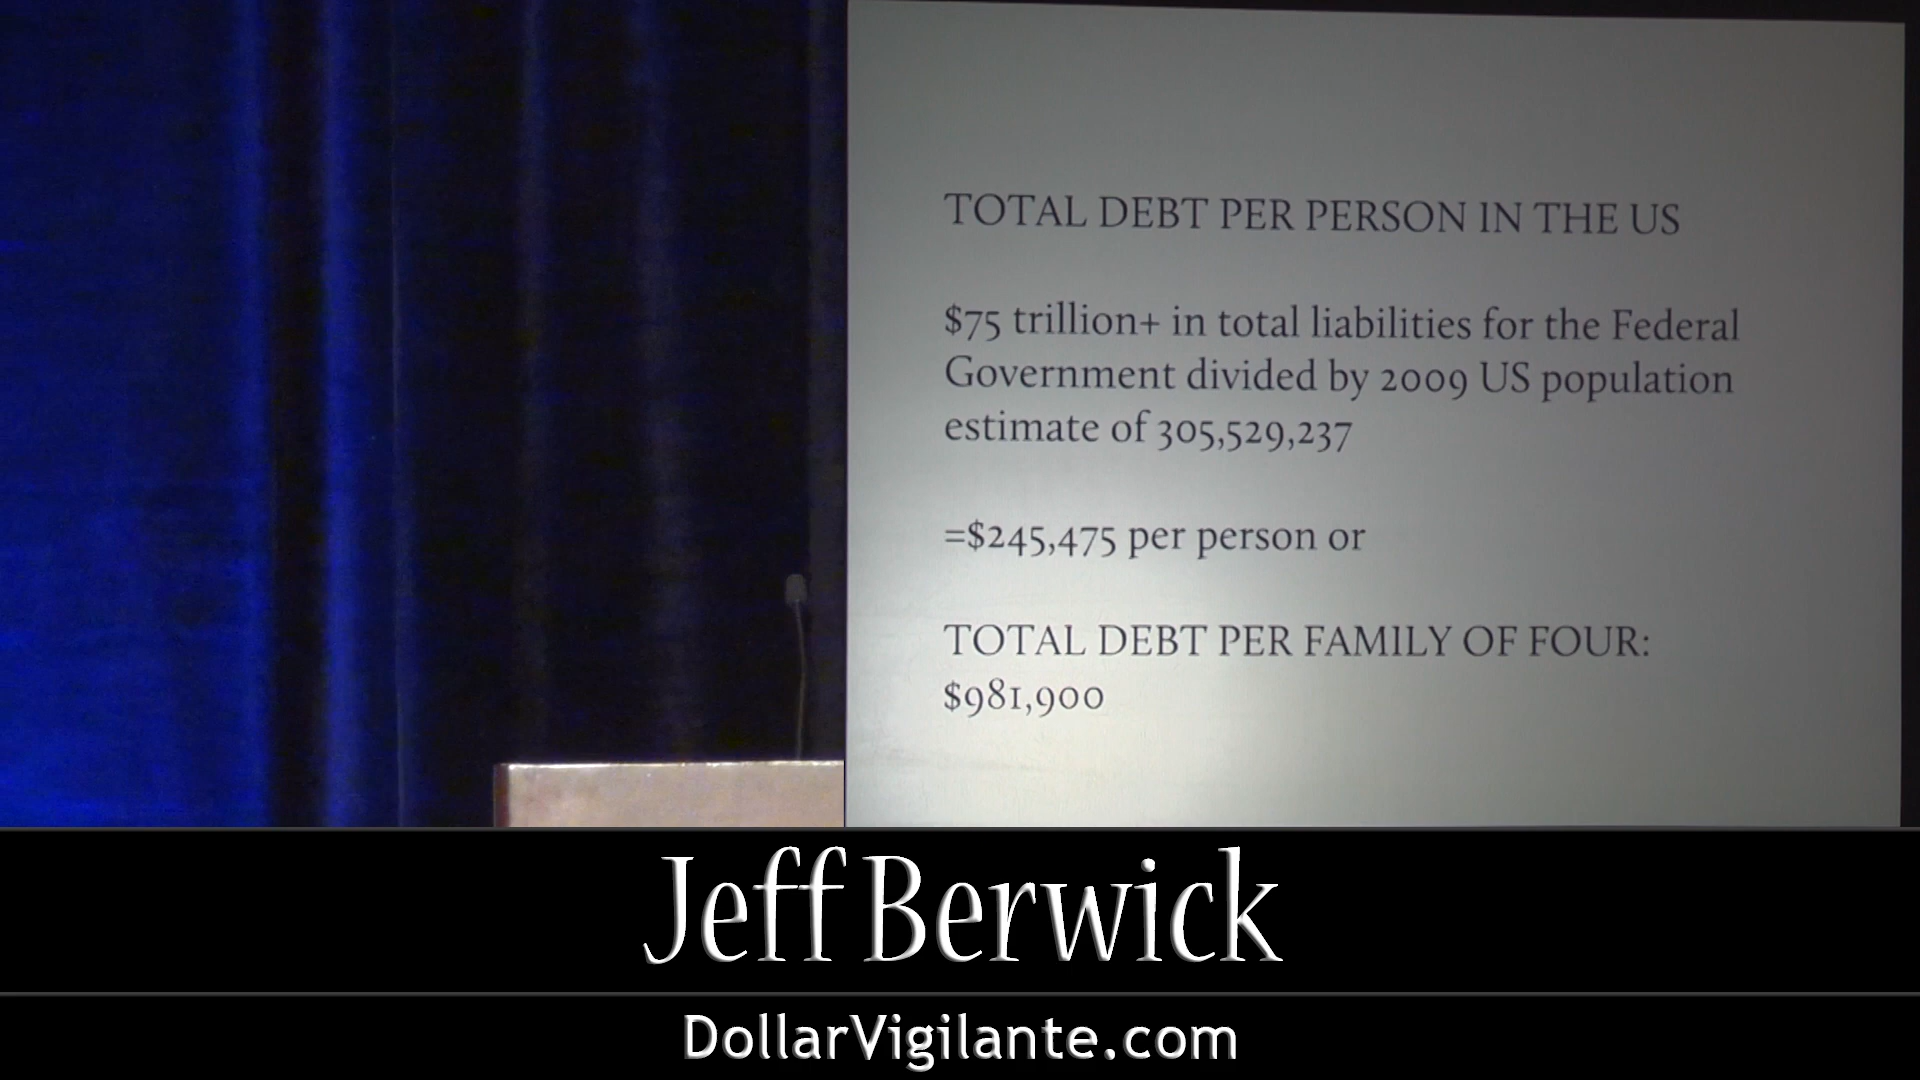 TOTAL DEBT PER PERSON IN THE US
$75 trillion+ in total liabilities for the Federal
Government divided by 2009 US population
estimate of 305,529,237
=$245,475 per person or
TOTAL DEBT PER FAMILY OF FOUR:
$981,900
Jeff Berwick
DollarVigilante.com